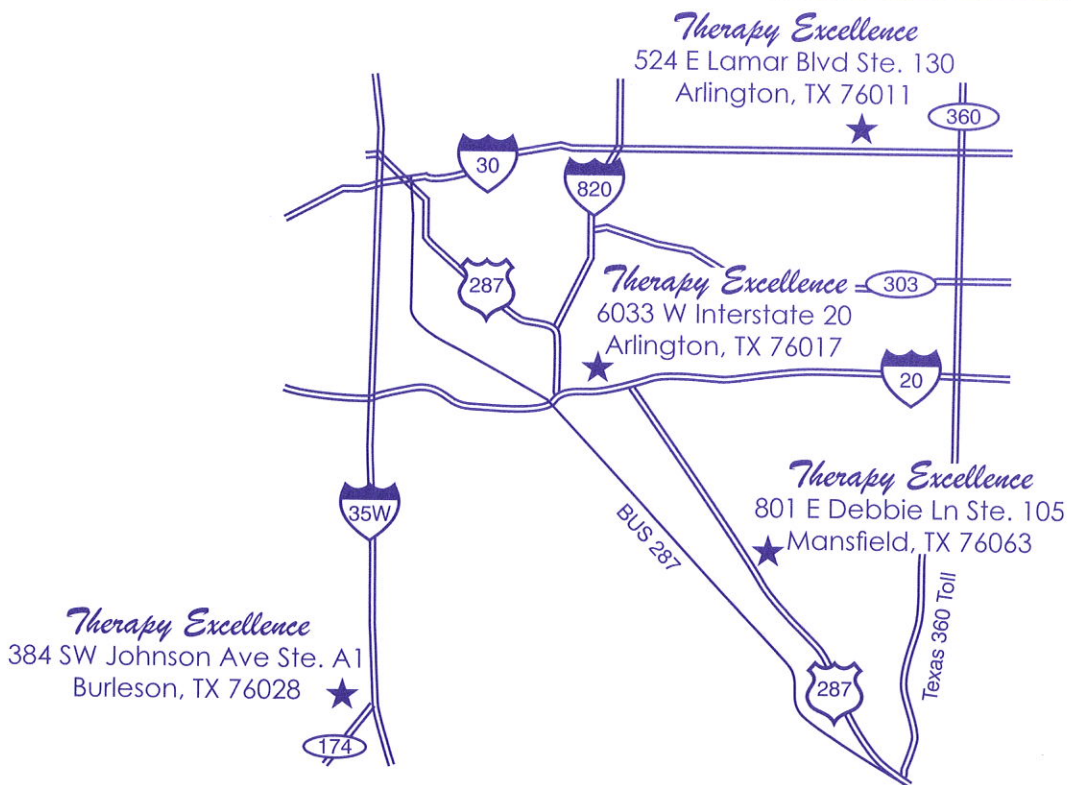 Therapy Excellence
524 E Lamar Blvd Ste. 130
Arlington, TX 76011
360
30
820
287
Therapy Excellence
6033 W Interstate 20
Arlington, TX 76017
303
20
Therapy Excellence
801 E Debbie Ln Ste. 105
Mansfield, TX 76063
35W
BUS 287
Texas 360 Toll
Therapy Excellence
384 SW Johnson Ave Ste. A1
Burleson, TX 76028
287
174